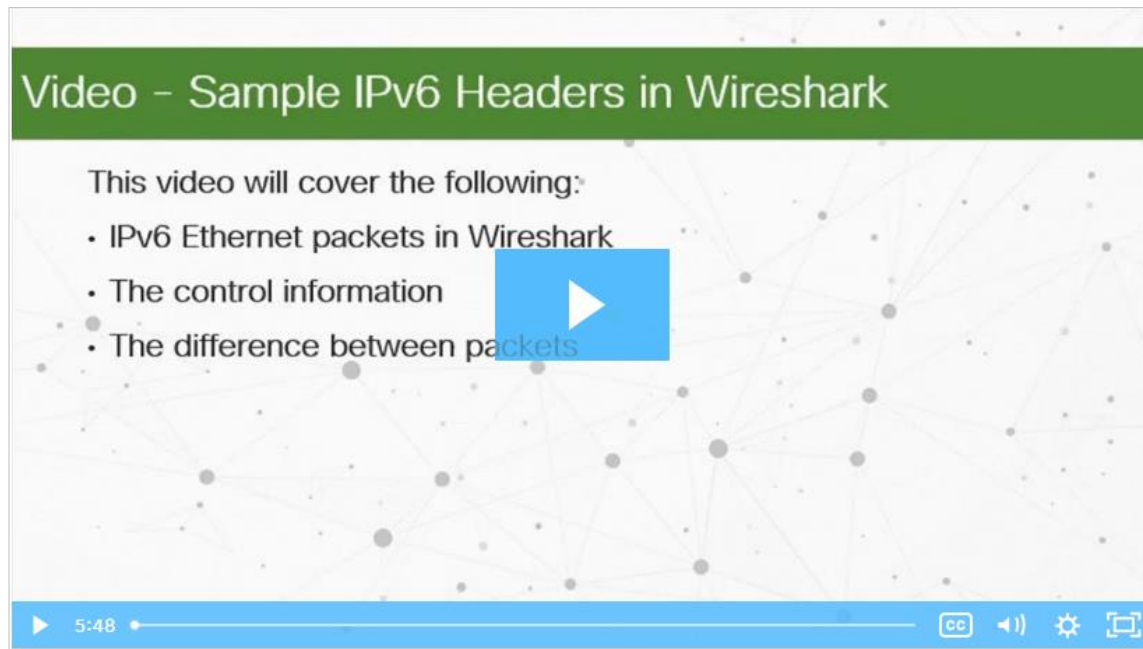 Video - Sample IPv6 Headers in Wireshark
This video will cover the following:
• IPv6 Ethernet packets in Wireshark
• The control information
• The difference between packets
5:48
CC